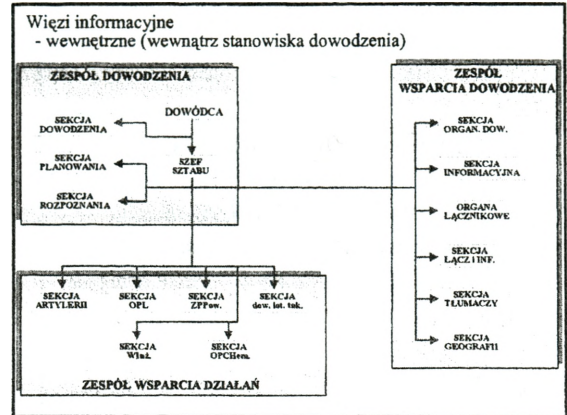 Więzi informacyjne
- wewnętrzne (wewnątrz stanowiska dowodzenia)
ZESPÓŁ DOWODZENIA
DOWÓDCA
SEKCJA
DOWODZENIA
SEKCJA
PLANOWANIA
SZEF
SZTABU
SEKCJA
ROZPOZNANIA
ZESPÓŁ
WSPARCIA DOWODZENIA
SEKCJA
ORGAN. DOW.
SEKCJA
INFORMACYJNA
ORGANA
ŁĄCZNIKOWE
SEKCJA
ŁĄCZ I INF.
SEKCJA
TŁUMACZY
SEKCJA
GEOGRAFII
SEKCJA
ARTYLERII
SEKCJA
OPL
SEKCJA
ZPPow.
SEKCJA
dow. lot. tak.
SEKCJA
WInż.
SEKCJA
OPCHem.
ZESPÓŁ WSPARCIA DZIAŁAŃ